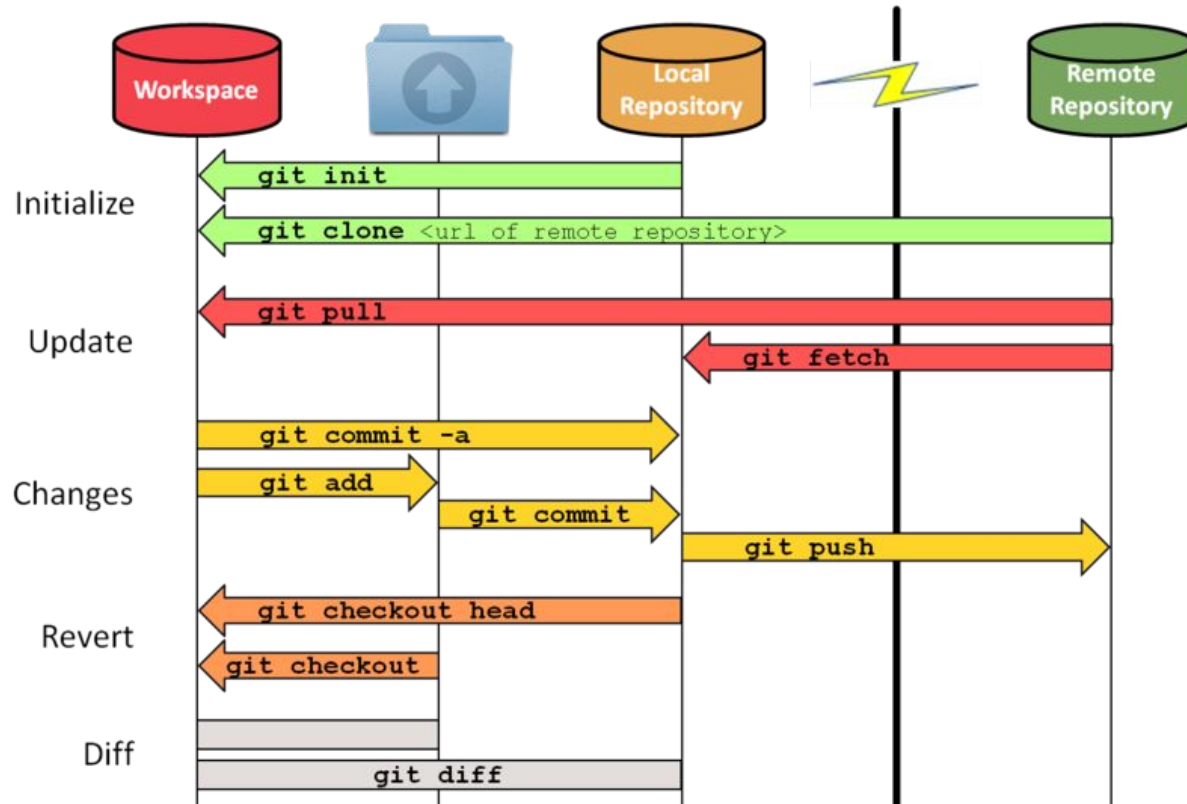 Workspace
Local
Repository
Remote
Repository
Initialize
git init
git clone <url of remote repository>
Update
git pull
git fetch
Changes
git commit -a
git add
git commit
git push
Revert
git checkout head
git checkout
Diff
git diff